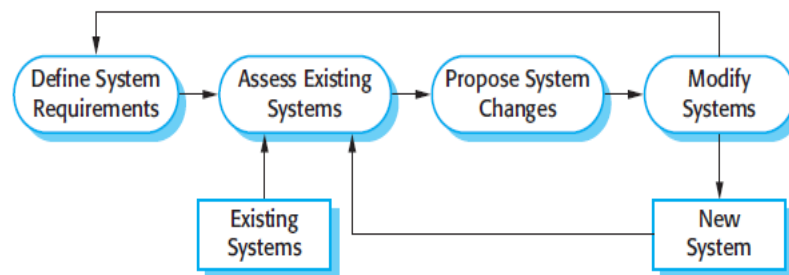 Define System
Requirements
Assess Existing
Systems
Propose System
Changes
Modify
Systems
Existing
Systems
New
System